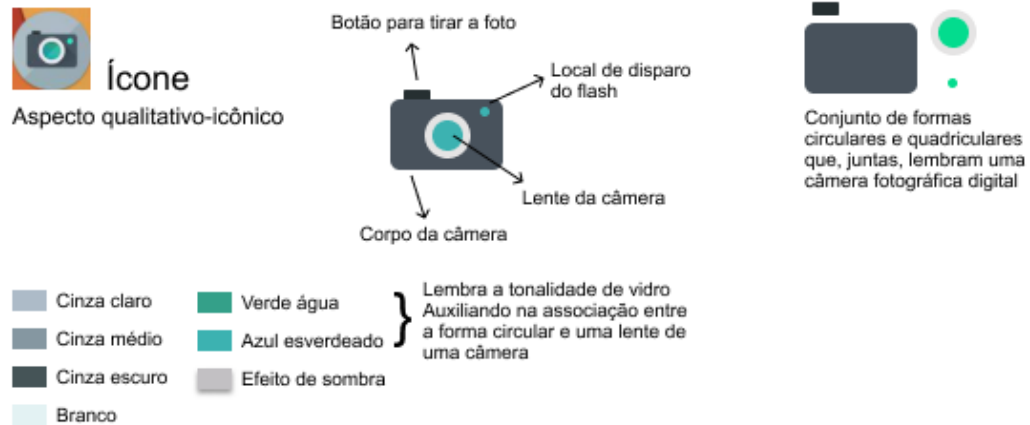 Ícone
Aspecto qualitativo-icônico
Botão para tirar a foto
Local de disparo
do flash
Lente da câmera
Corpo da câmera
Conjunto de formas
circulares e quadriculares
que, juntas, lembram uma
câmera fotográfica digital
Cinza claro
Cinza médio
Cinza escuro
Branco
Verde água
Azul esverdeado
Efeito de sombra
Lembra a tonalidade de vidro
Auxiliando na associação entre
a forma circular e uma lente de
uma câmera